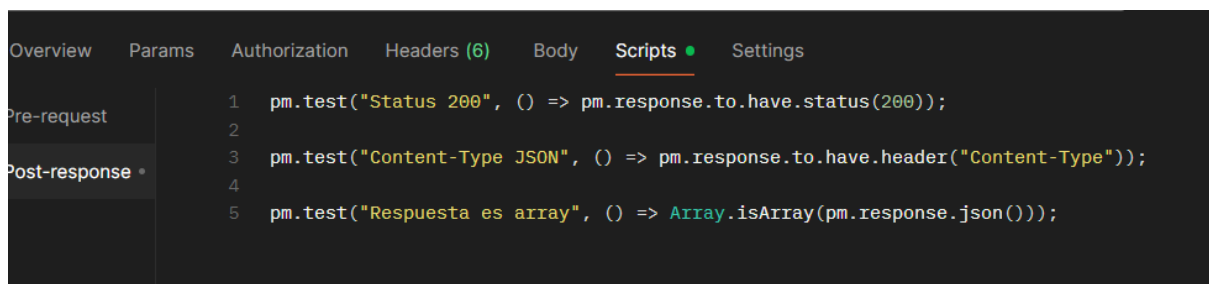 Overview Params Authorization Headers (6) Body Scripts Settings
Pre-request
Post-response
1 pm.test("Status 200", () => pm.response.to.have.status(200));
2
3 pm.test("Content-Type JSON", () => pm.response.to.have.header("Content-Type"));
4
5 pm.test("Respuesta es array", () => Array.isArray(pm.response.json()));